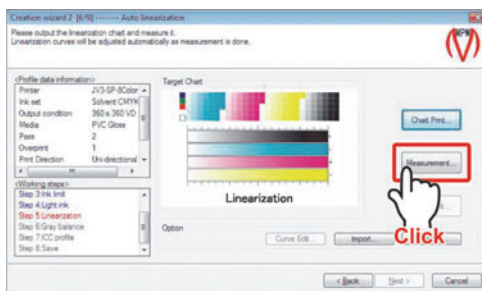 Creation wizard 2 [6/9] ------- Auto linearization
Please output the linearization chart and measure it.
Linearization curves will be adjusted automatically as measurement is done.
MPM
<Profile data information>
Printer JV3-SP-8Color
Ink set Solvent CMYK
Output condition 360 x 360 VD
Media PVC Gloss
Pass 2
Overprint 1
Print Direction Uni-directional
<Working steps>
Step 3:Ink limit
Step 4:Light ink
Step 5:Linearization
Step 6:Gray balance
Step 7:ICC profile
Step 8:Save
Target Chart
Linearization
Chart Print...
Measurement...
Click
Option
Curve Edit...
Import...
< Back
Next >
Cancel